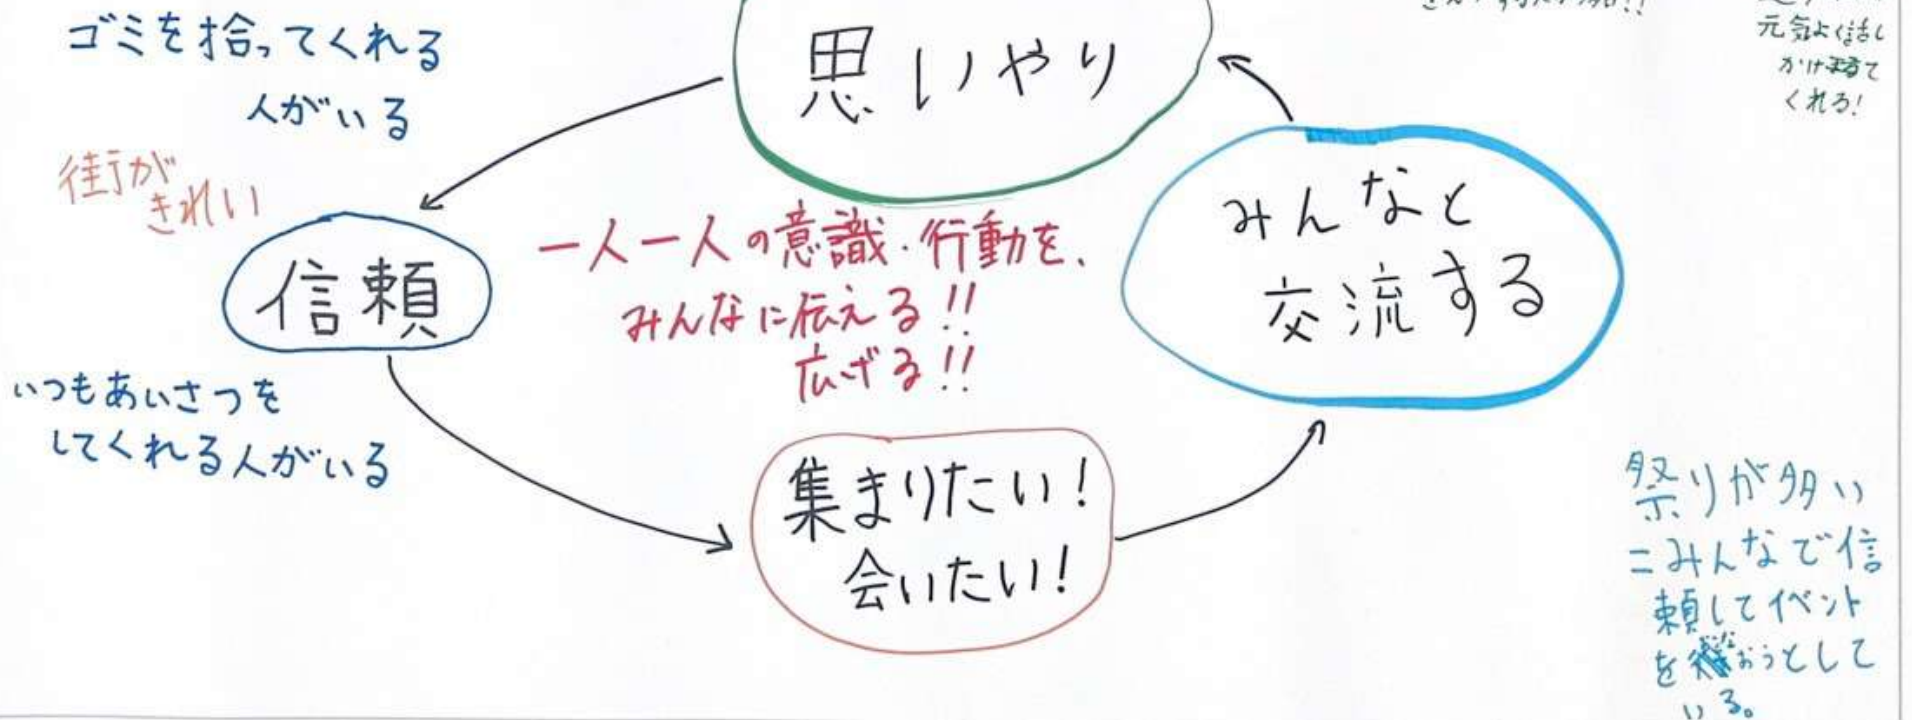 ゴミを拾ってくれる
人がいる
街が
きれい
思いやり
元気よく話し
かけて
くれる!
みんなと
交流する
信頼
一人一人の意識・行動を、
みんなに伝える!!
広げる!!
いつもあいさつを
してくれる人がいる
集まりたい!
会いたい!
祭りが多い
=みんなで信
頼してイベント
をおうとして
いる。